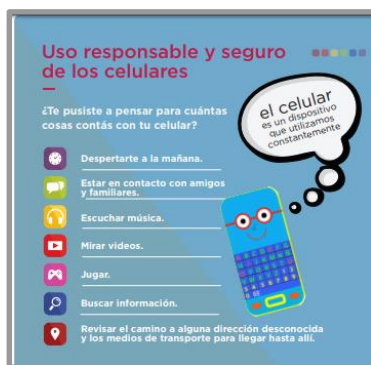 Uso responsable y seguro
de los celulares
¿Te pusiste a pensar para cuántas
cosas contás con tu celular?
el celular
es un dispositivo
que utilizamos
constantemente
Despertarte a la mañana.
Estar en contacto con amigos
y familiares.
Escuchar música.
Mirar videos.
Jugar.
Buscar información.
Revisar el camino a alguna dirección desconocida
y los medios de transporte para llegar hasta allí.